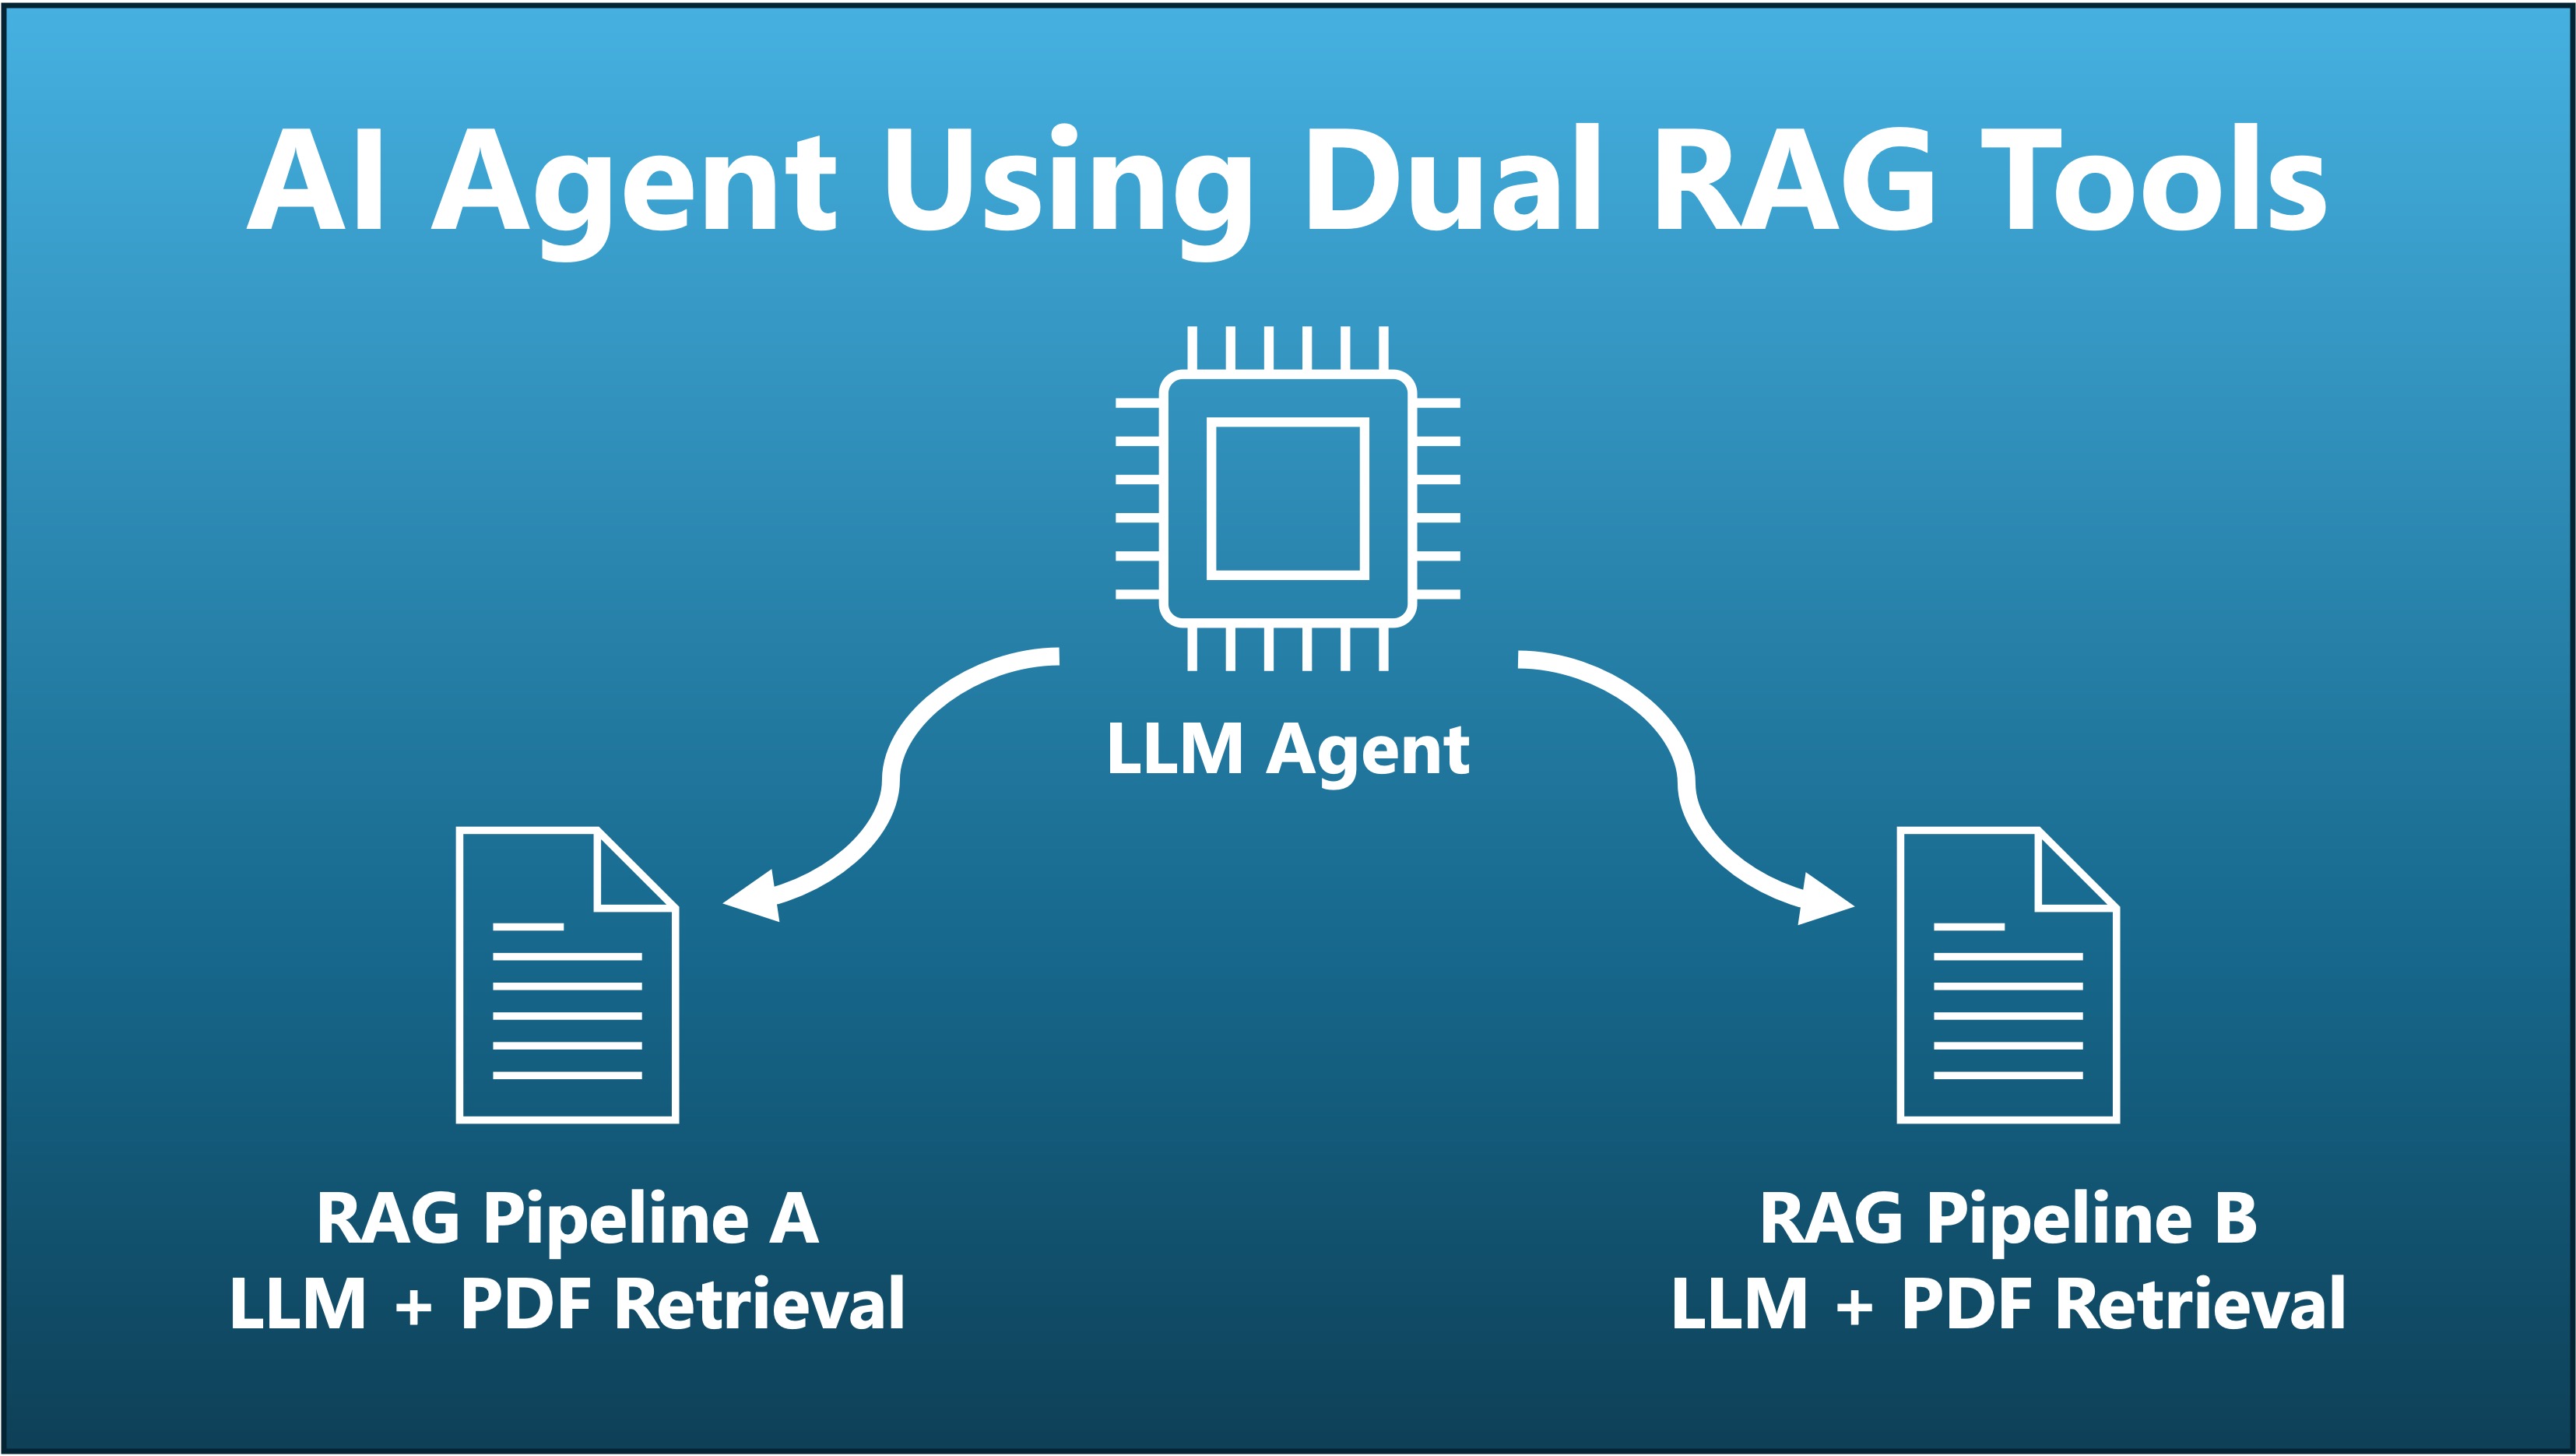 AI Agent Using Dual RAG Tools
LLM Agent
RAG Pipeline A
LLM + PDF Retrieval
RAG Pipeline B
LLM + PDF Retrieval